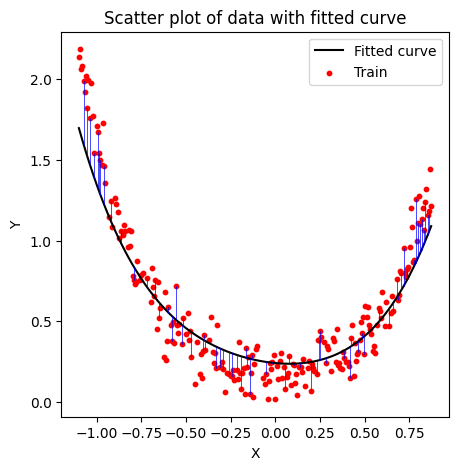 Scatter plot of data with fitted curve
Fitted curve
Train
2.0
1.5
1.0
0.5
0.0
Y
−1.00 −0.75 −0.50 −0.25 0.00 0.25 0.50 0.75
X